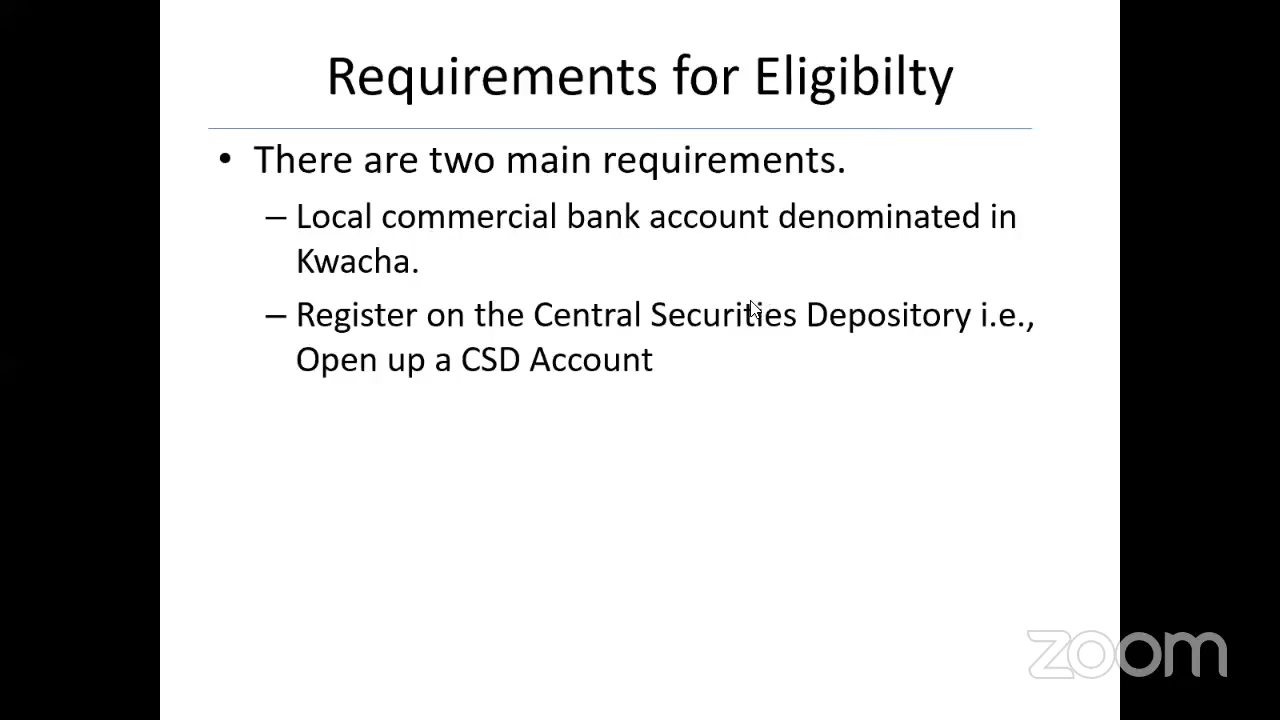 Requirements for Eligibilty
• There are two main requirements.
– Local commercial bank account denominated in
Kwacha.
– Register on the Central Securities Depository i.e.,
Open up a CSD Account
zoom